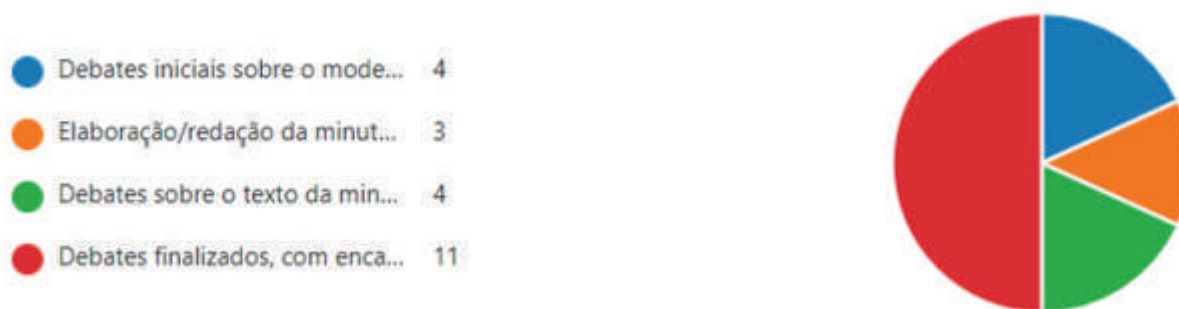 Debates iniciais sobre o mode... 4
Elaboração/redação da minut... 3
Debates sobre o texto da min... 4
Debates finalizados, com enca... 11